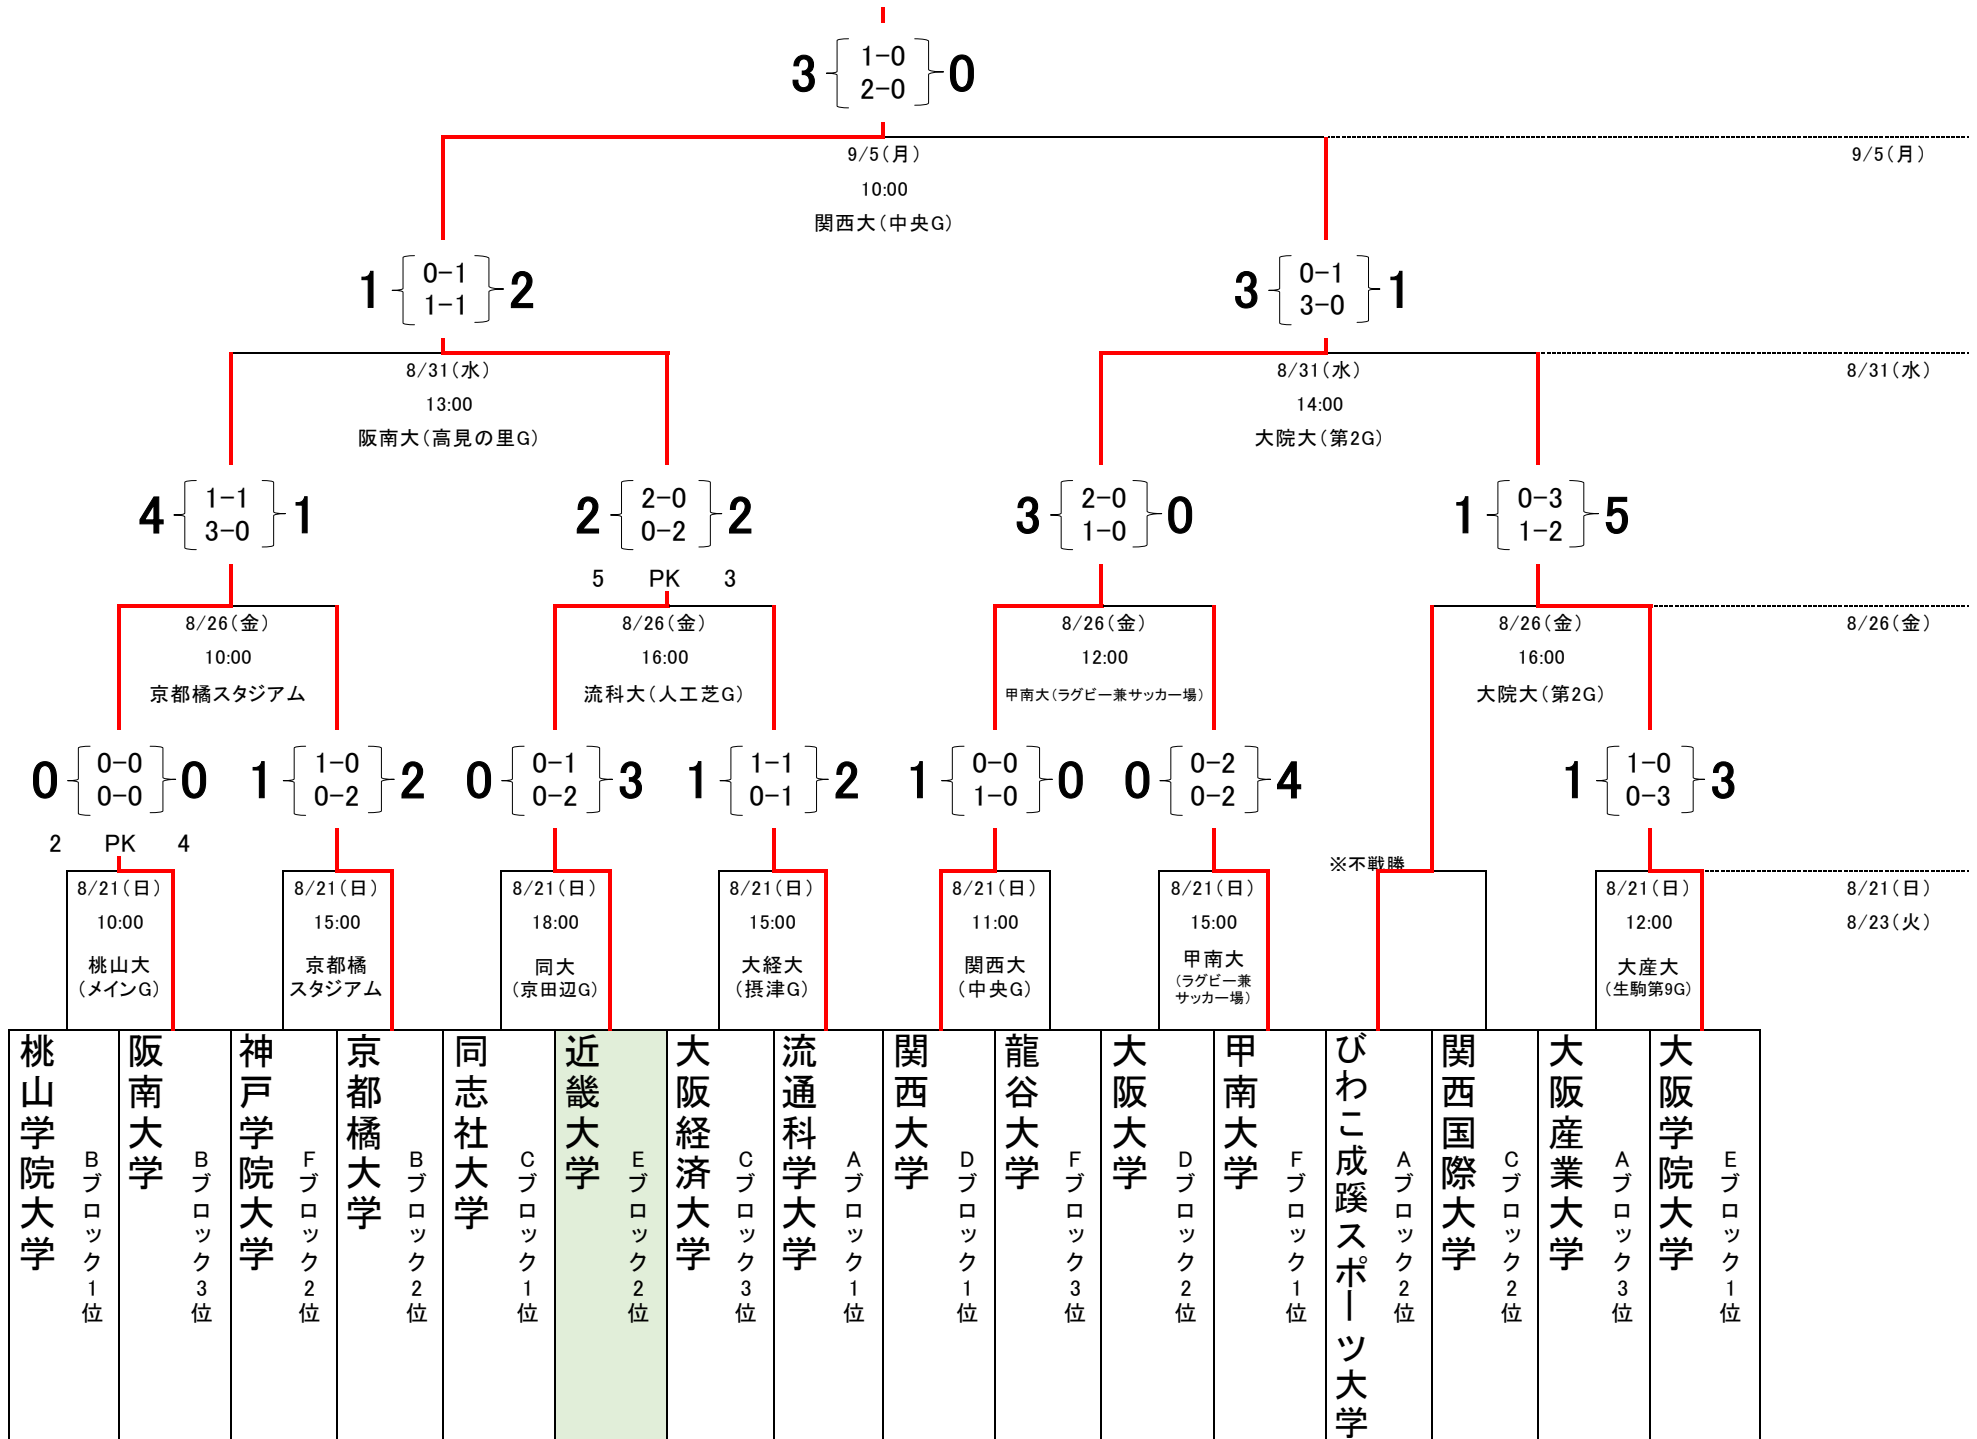 3 1-0 0
2-0
9/5(月) 9/5(月)
10:00
関西大(中央G)
1 0-1 2 3 0-1 1
1-1 3-0
8/31(水) 8/31(水) 8/31(水)
13:00 14:00
阪南大(高見の里G) 大院大(第2G)
4 1-1 1 2 2-0 2 3 2-0 0 1 0-3 5
3-0 0-2 1-0 1-2
5 PK 3
8/26(金) 8/26(金) 8/26(金) 8/26(金) 8/26(金)
10:00 16:00 12:00 16:00
京都橘スタジアム 流科大(人工芝G) 甲南大(ラグビー兼サッカー場) 大院大(第2G)
0 0-0 0 1 1-0 2 0 0-1 3 1 1-1 2 1 0-0 0 0 0-2 4 1 1-0 3
0-0 0-2 0-2 0-1 1-0 0-2 0-3
2 PK 4
※不戦勝
8/21(日) 8/21(日) 8/21(日) 8/21(日) 8/21(日) 8/21(日) 8/21(日) 8/21(日)
10:00 15:00 18:00 15:00 11:00 15:00 12:00 8/23(火)
桃山大 京都橘 同大 大経大 関西大 甲南大 大産大
(メインG) スタジアム (京田辺G) (摂津G) (中央G) (ラグビー兼 (生駒第9G)
サッカー場)
桃山学院大学
Bブロック1位
阪南大学
Bブロック3位
神戸学院大学
Fブロック2位
京都橘大学
Bブロック2位
同志社大学
Cブロック1位
近畿大学
Eブロック2位
大阪経済大学
Cブロック3位
流通科学大学
Aブロック1位
関西大学
Dブロック1位
龍谷大学
Fブロック3位
大阪大学
Dブロック2位
甲南大学
Fブロック1位
びわこ成蹊スポーツ大学
Aブロック2位
関西国際大学
Cブロック2位
大阪産業大学
Aブロック3位
大阪学院大学
Eブロック1位